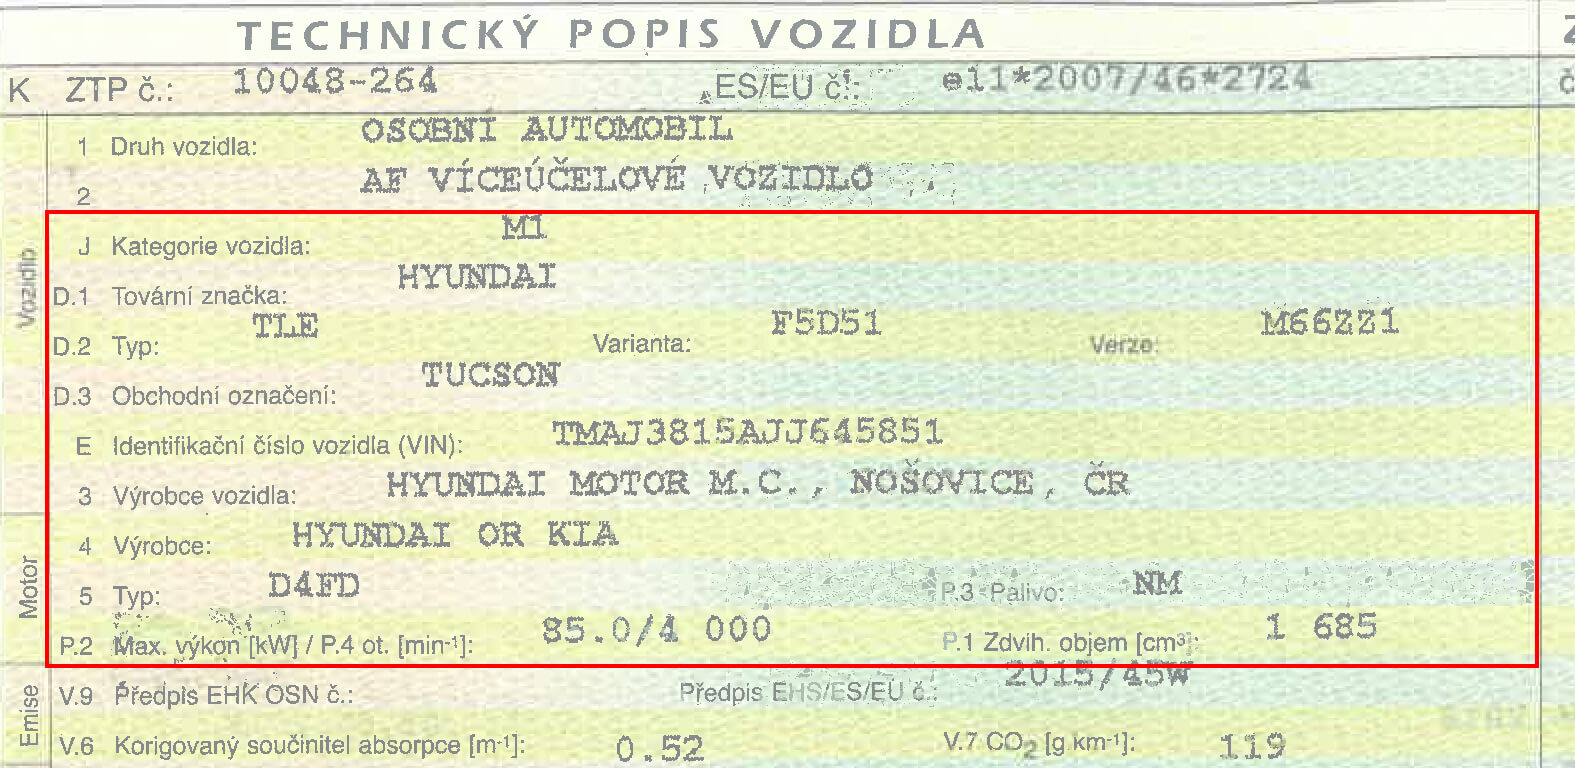 TECHNICKÝ POPIS VOZIDLA Z
K ZTP č.: 10048-264 ES/EU č.: e11*2007/46*2724 č
1 Druh vozidla: OSOBNÍ AUTOMOBIL
2 AF VÍCEÚČELOVÉ VOZIDLO
Vozidlo
J Kategorie vozidla: M1
D.1 Tovární značka: HYUNDAI
D.2 Typ: TLE Varianta: F5D51 Verze: M66ZZ1
D.3 Obchodní označení: TUCSON
E Identifikační číslo vozidla (VIN): TMAJ3815AJJ645851
3 Výrobce vozidla: HYUNDAI MOTOR M.C., NOŠOVICE, ČR
Motor
4 Výrobce: HYUNDAI OR KIA
5 Typ: D4FD P.3 Palivo: NM
P.2 Max. výkon [kW] / P.4 ot. [min-1]: 85.0/4 000 P.1 Zdvih. objem [cm3]: 1 685
Emise
V.9 Předpis EHK OSN č.: Předpis EHS/ES/EU č.: 2015/45W
V.6 Korigovaný součinitel absorpce [m-1]: 0.52 V.7 CO2 [g.km-1]: 119